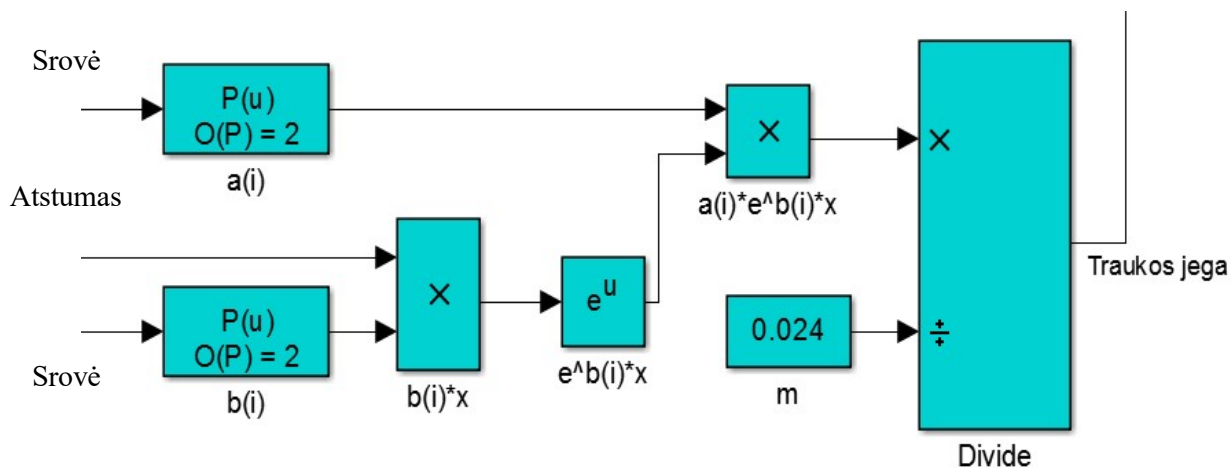 Srovė
P(u)
O(P) = 2
a(i)
Atstumas
×
a(i)*e^b(i)*x
×
Traukos jega
×
b(i)*x
e^u
e^b(i)*x
P(u)
O(P) = 2
b(i)
Srovė
0.024
m
÷
Divide